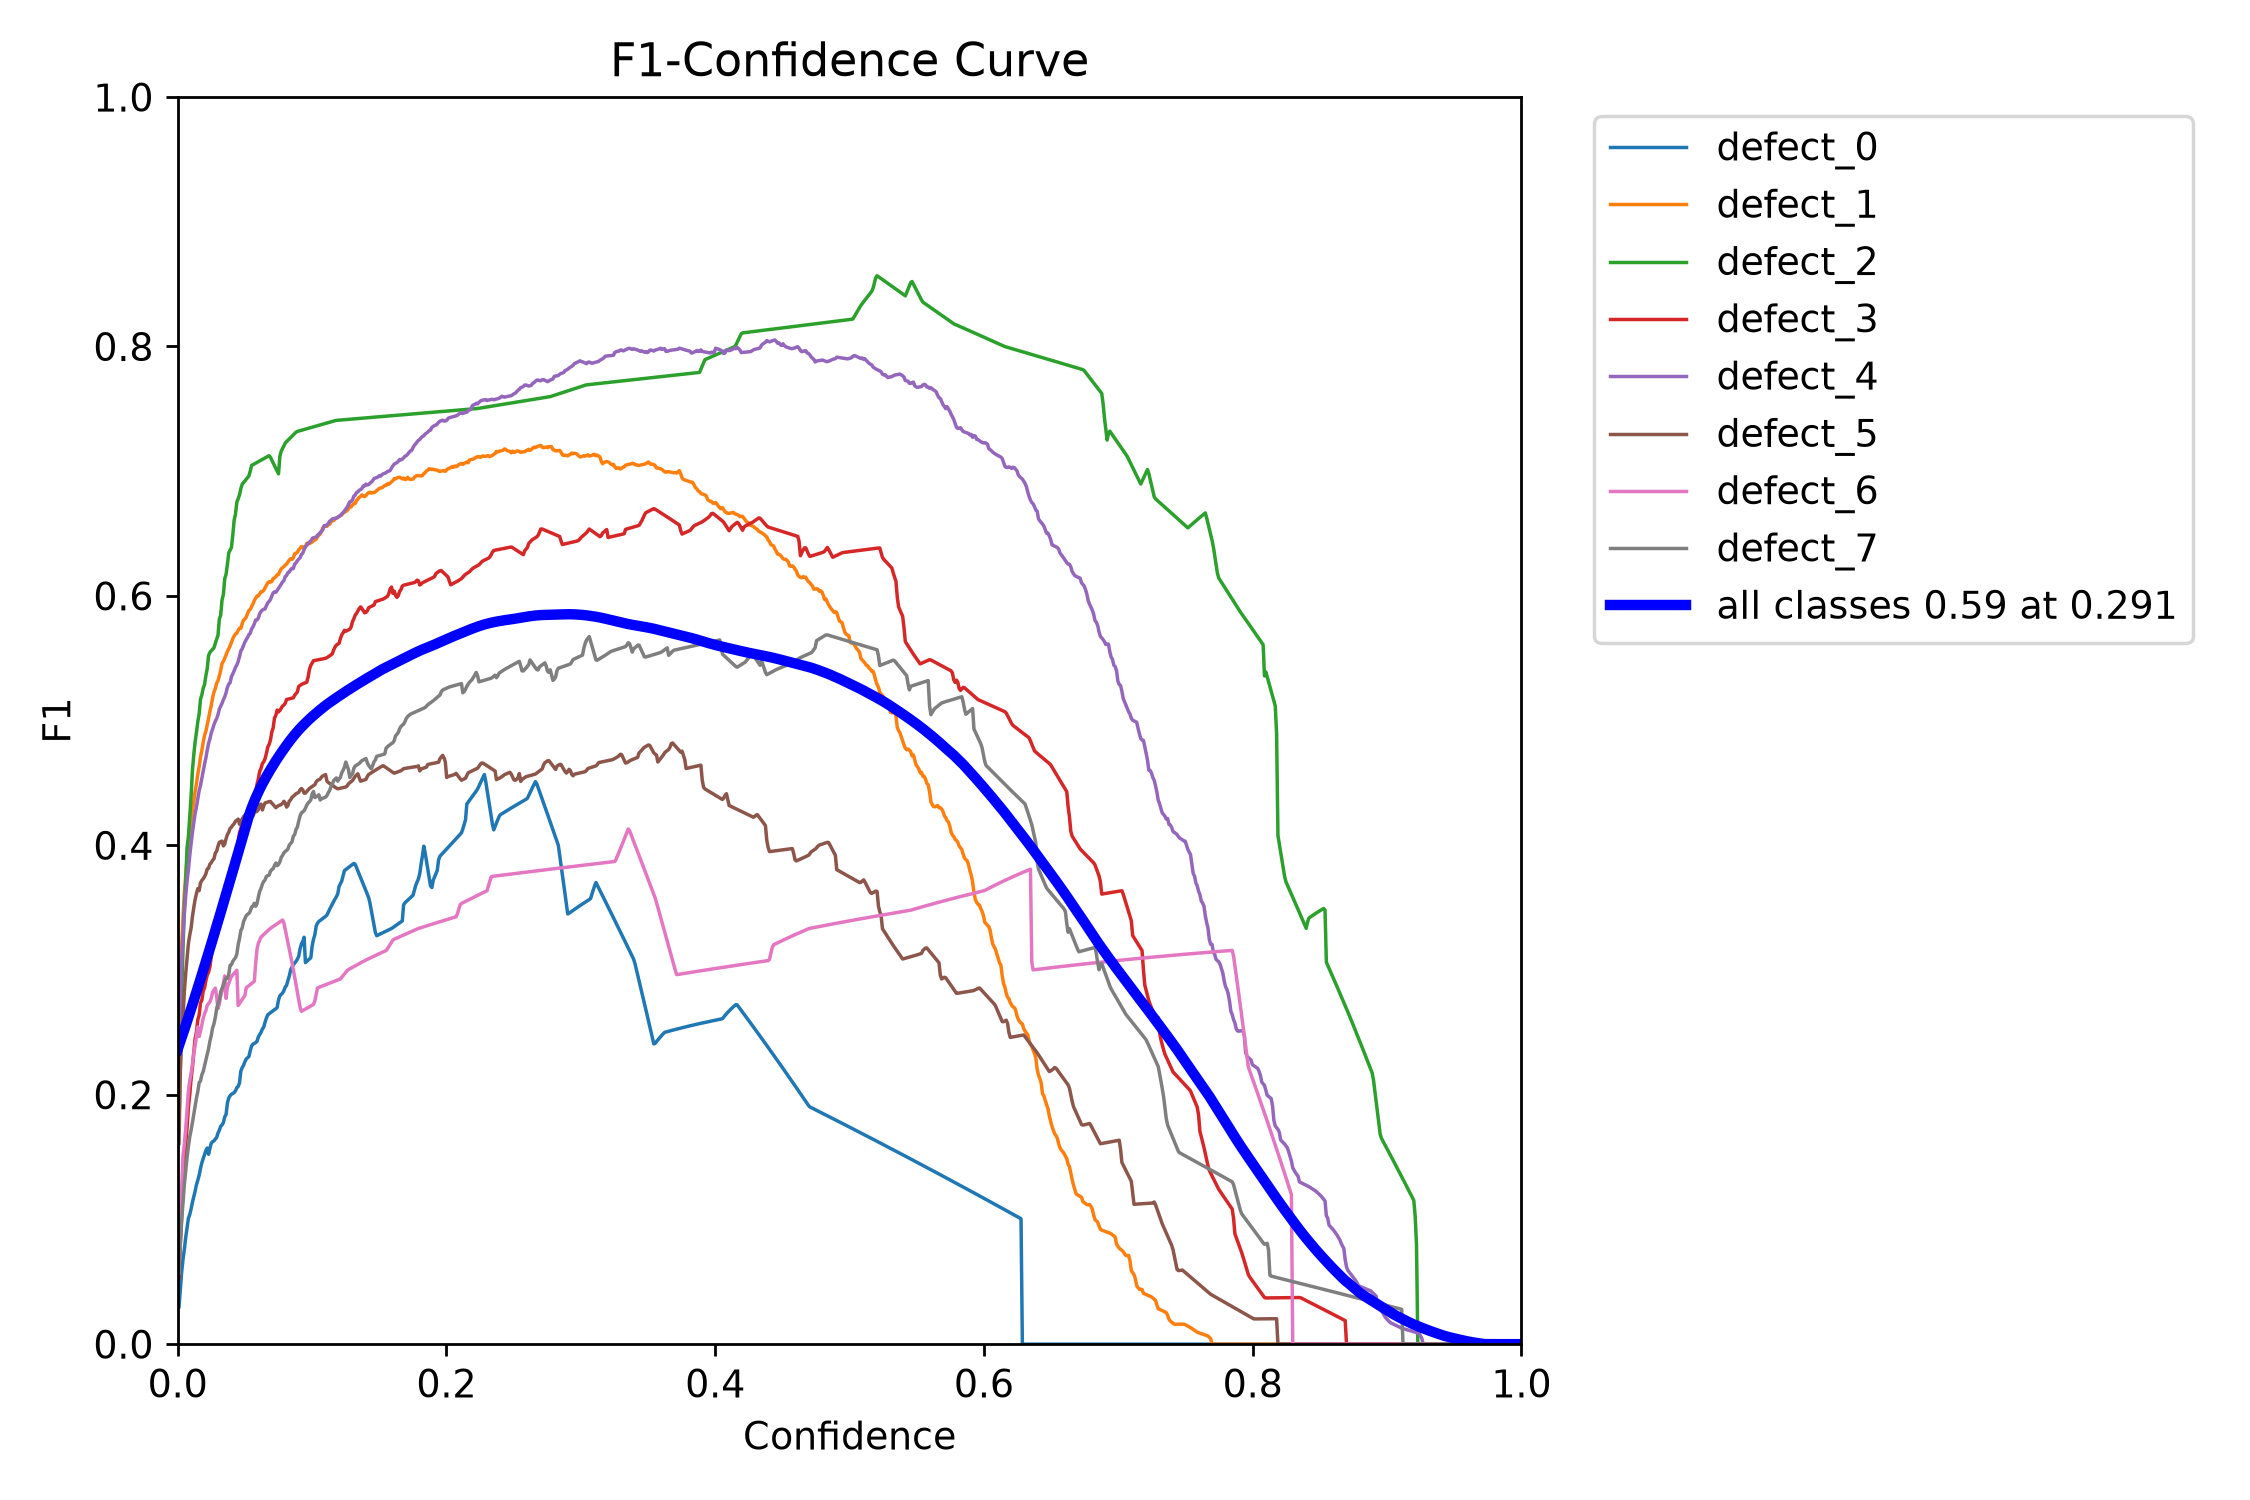 F1-Confidence Curve
1.0
0.8
0.6
0.4
0.2
0.0
F1
0.0 0.2 0.4 0.6 0.8 1.0
Confidence
defect_0
defect_1
defect_2
defect_3
defect_4
defect_5
defect_6
defect_7
all classes 0.59 at 0.291